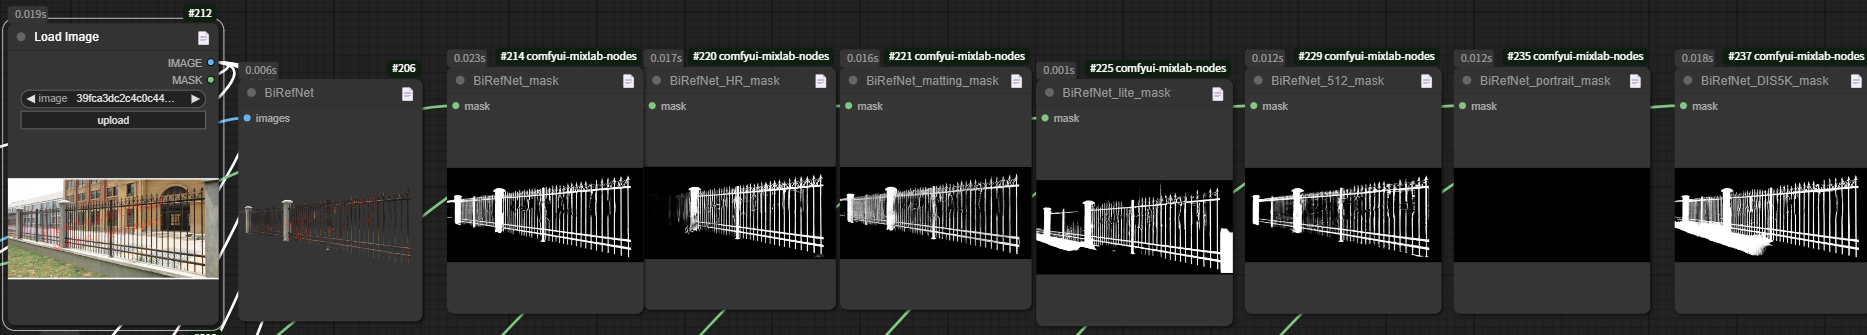 0.019s
#212
Load Image
IMAGE
MASK
image 39fca3dc2c4c0c44...
upload
0.006s
#206
BiRefNet
images
0.023s
#214 comfyui-mixlab-nodes
BiRefNet_mask
mask
0.017s
#220 comfyui-mixlab-nodes
BiRefNet_HR_mask
mask
0.016s
#221 comfyui-mixlab-nodes
BiRefNet_matting_mask
mask
0.001s
#225 comfyui-mixlab-nodes
BiRefNet_lite_mask
mask
0.012s
#229 comfyui-mixlab-nodes
BiRefNet_512_mask
mask
0.012s
#235 comfyui-mixlab-nodes
BiRefNet_portrait_mask
mask
0.018s
#237 comfyui-mixlab-nodes
BiRefNet_DIS5K_mask
mask